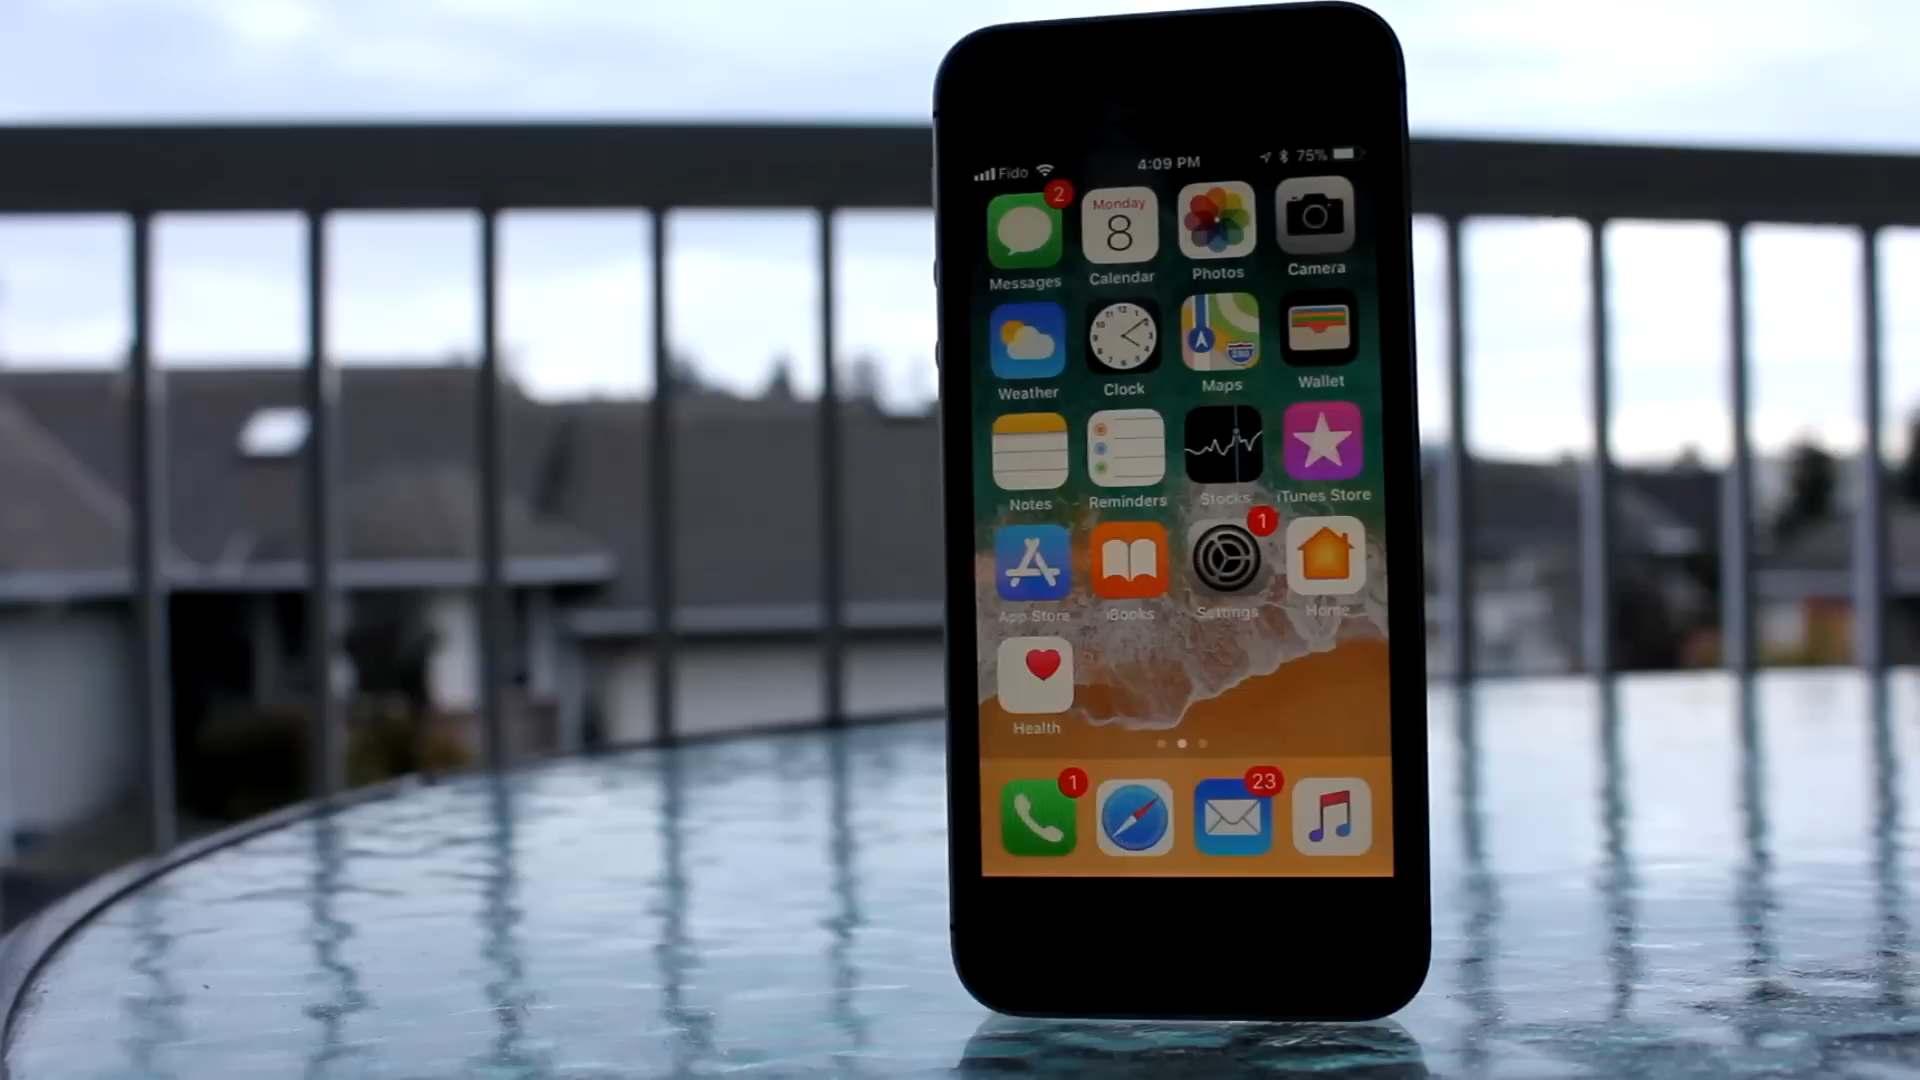 Fido 4:09 PM 75%
2
Monday
8
Messages Calendar Photos Camera
280
Weather Clock Maps Wallet
Notes Reminders Stocks iTunes Store
1
App Store iBooks Settings Home
Health
1 23